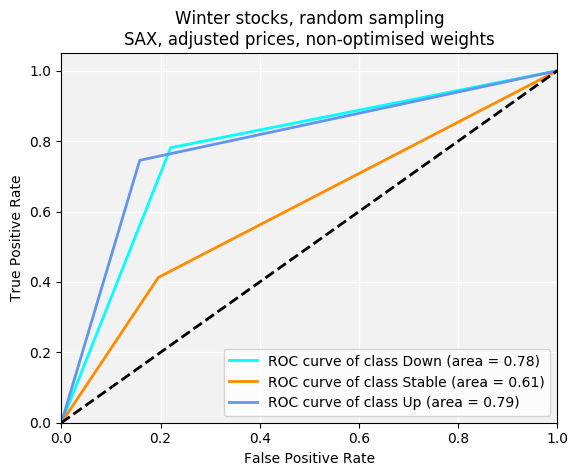 Winter stocks, random sampling
SAX, adjusted prices, non-optimised weights
True Positive Rate
1.0
0.8
0.6
0.4
0.2
0.0
ROC curve of class Down (area = 0.78)
ROC curve of class Stable (area = 0.61)
ROC curve of class Up (area = 0.79)
0.0 0.2 0.4 0.6 0.8 1.0
False Positive Rate